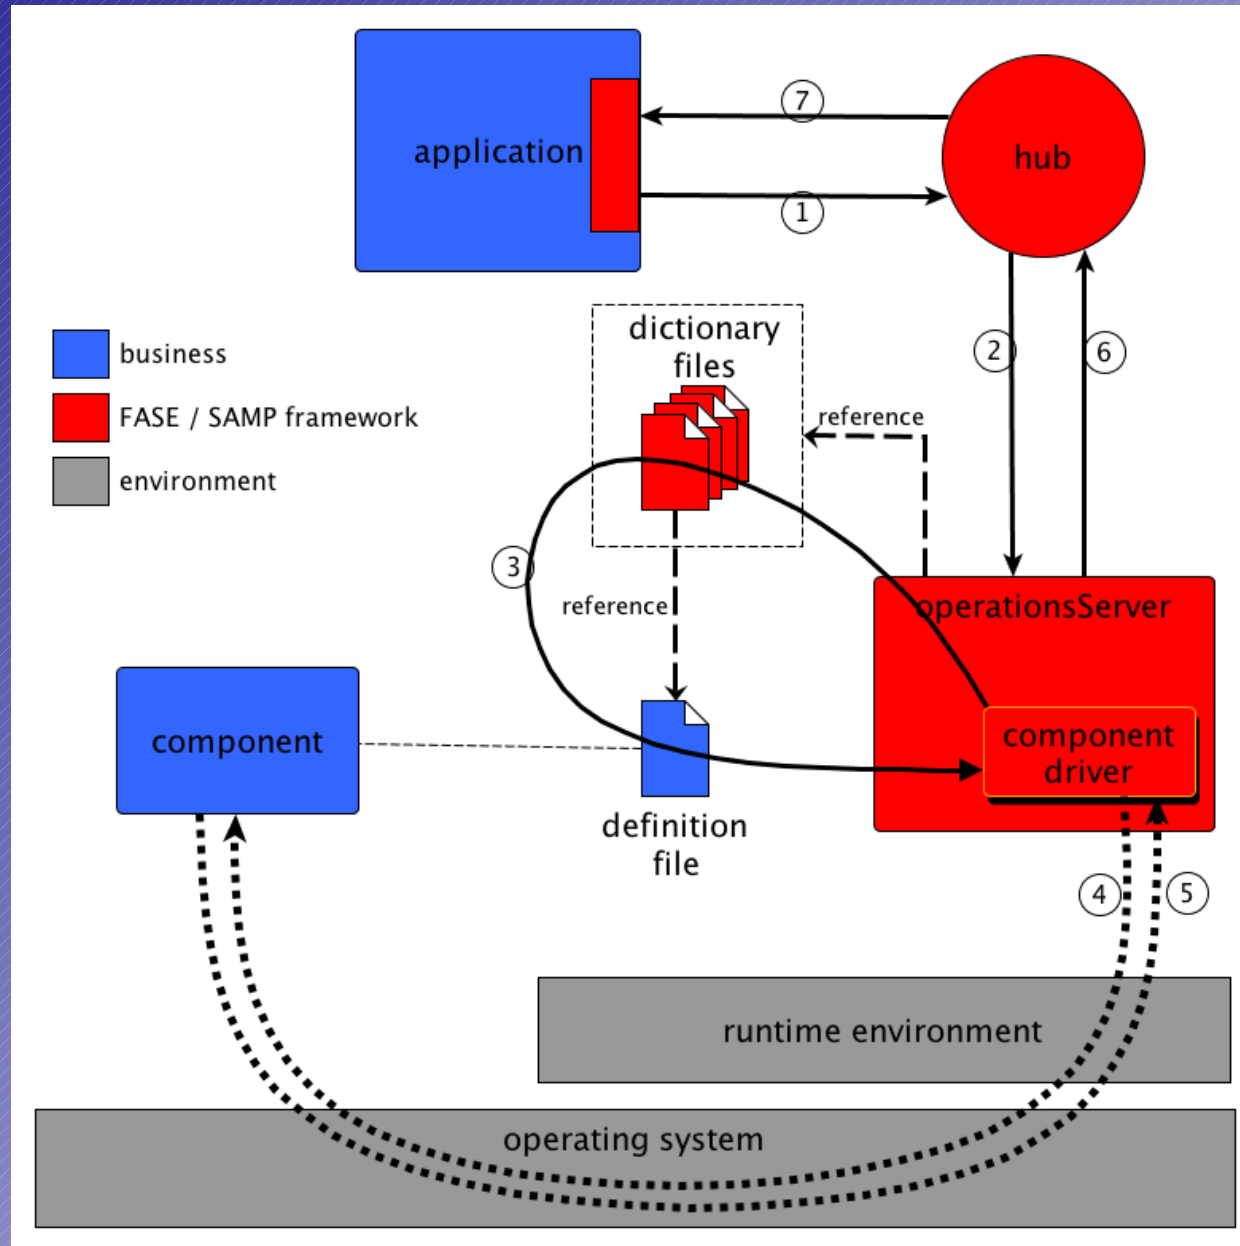 application
7
1
hub
dictionary
files
2
6
business
FASE / SAMP framework
environment
reference
3
reference
operationsServer
component
component
driver
definition
file
4
5
runtime environment
operating system